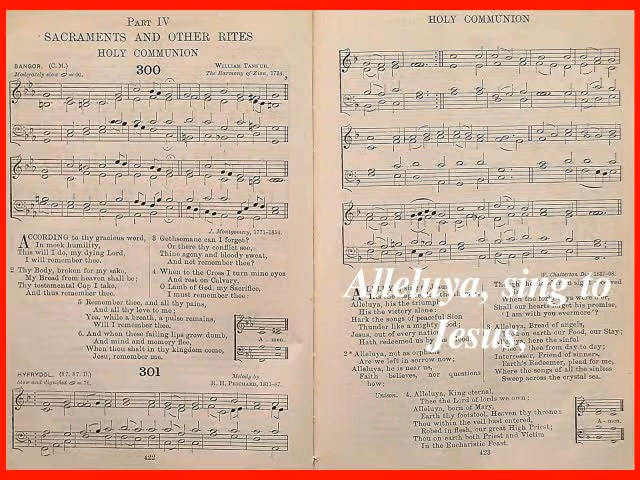 PART IV
SACRAMENTS AND OTHER RITES
HOLY COMMUNION
BANGOR. (C.M.)
300
WILLIAM TANS'UR,
Moderately slow = 60.
The Harmony of Zion, 1734.
J. Montgomery, 1771-1854.
ACCORDING to thy gracious word,
In meek humility,
This will I do, my dying Lord,
I will remember thee.
2 Thy Body, broken for my sake,
My Bread from heaven shall be;
Thy testamental Cup I take,
And thus remember thee.
3 Gethsemane can I forget?
Or there thy conflict see,
Thine agony and bloody sweat,
And not remember thee?
4 When to the Cross I turn mine eyes
And rest on Calvary,
O Lamb of God, my Sacrifice,
I must remember thee:
5 Remember thee, and all thy pains,
And all thy love to me;
Yea, while a breath, a pulse remains,
Will I remember thee.
6. And when these failing lips grow dumb,
And mind and memory flee,
When thou shalt in thy kingdom come,
Jesu, remember me.
A - men.
HYFRYDOL. (87. 87. D.)
301
Melody by
Slow and dignified = 76.
R. H. PRICHARD, 1811-87.
422
HOLY COMMUNION
W. Chatterton Dix, 1837-98.
Alleluya, sing to
Jesus,
Alleluya, his the triumph,
His the victory alone:
Hark the songs of peaceful Sion
Thunder like a mighty flood;
Jesus, out of every nation,
Hath redeemed us by his blood.
2* Alleluya, not as orphans
Are we left in sorrow now;
Alleluya, he is near us,
Faith believes, nor questions
how;
'I am with you evermore'?
Alleluya, Bread of angels,
on earth our Food, our Stay;
here the sinful
thee from day to day;
Intercessor, Friend of sinners,
Earth's Redeemer, plead for me,
Where the songs of all the sinless
Sweep across the crystal sea.
Unison. 4. Alleluya, King eternal,
Thee the Lord of lords we own;
Alleluya, born of Mary,
Earth thy footstool, Heaven thy throne:
Thou within the veil hast entered,
Robed in flesh, our great High Priest;
Thou on earth both Priest and Victim
In the Eucharistic Feast.
A - men.
423